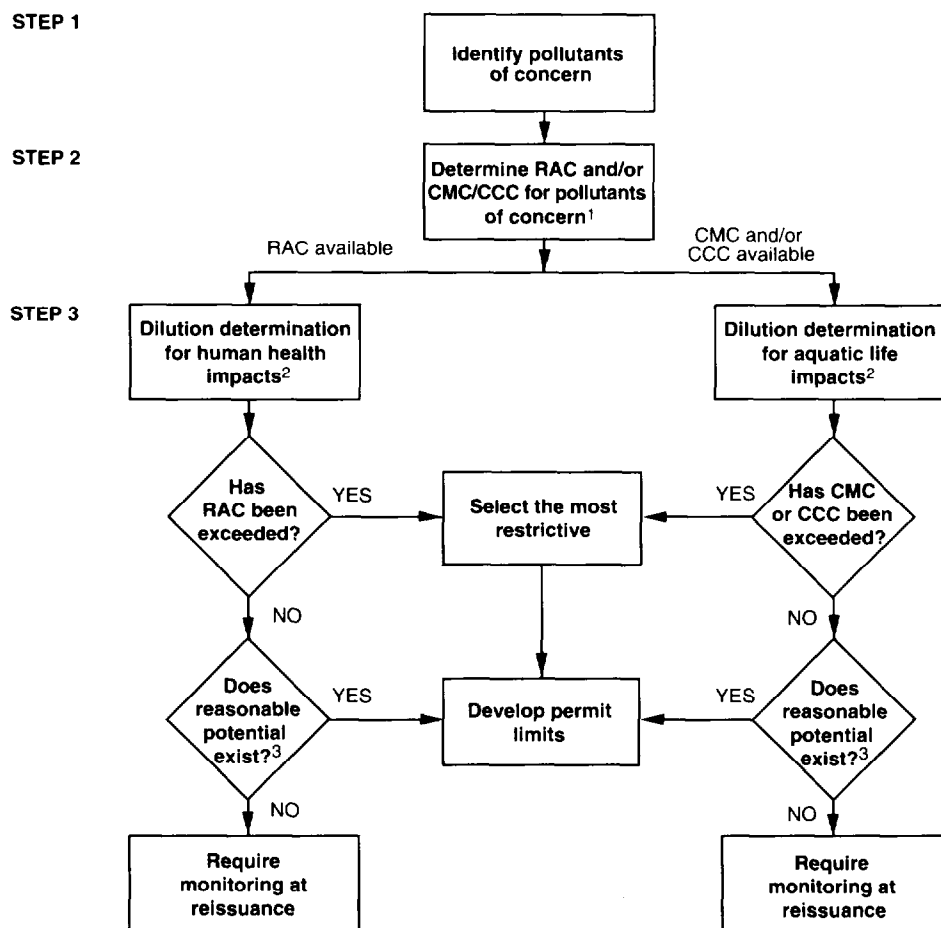 STEP 1
Identify pollutants
of concern
STEP 2
Determine RAC and/or
CMC/CCC for pollutants
of concern1
RAC available
CMC and/or
CCC available
STEP 3
Dilution determination
for human health
impacts2
Dilution determination
for aquatic life
impacts2
Has
RAC been
exceeded?
YES
Select the most
restrictive
YES
Has CMC
or CCC been
exceeded?
NO
NO
Does
reasonable
potential
exist?3
YES
Develop permit
limits
YES
Does
reasonable
potential
exist?3
NO
NO
Require
monitoring at
reissuance
Require
monitoring at
reissuance